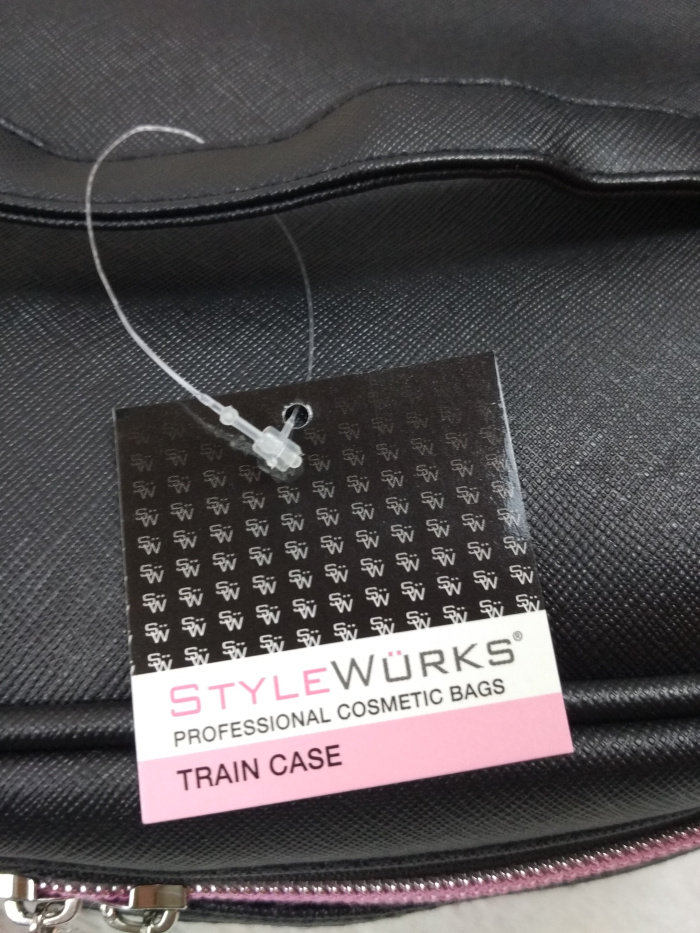 STYLEWÜRKS®
PROFESSIONAL COSMETIC BAGS
TRAIN CASE